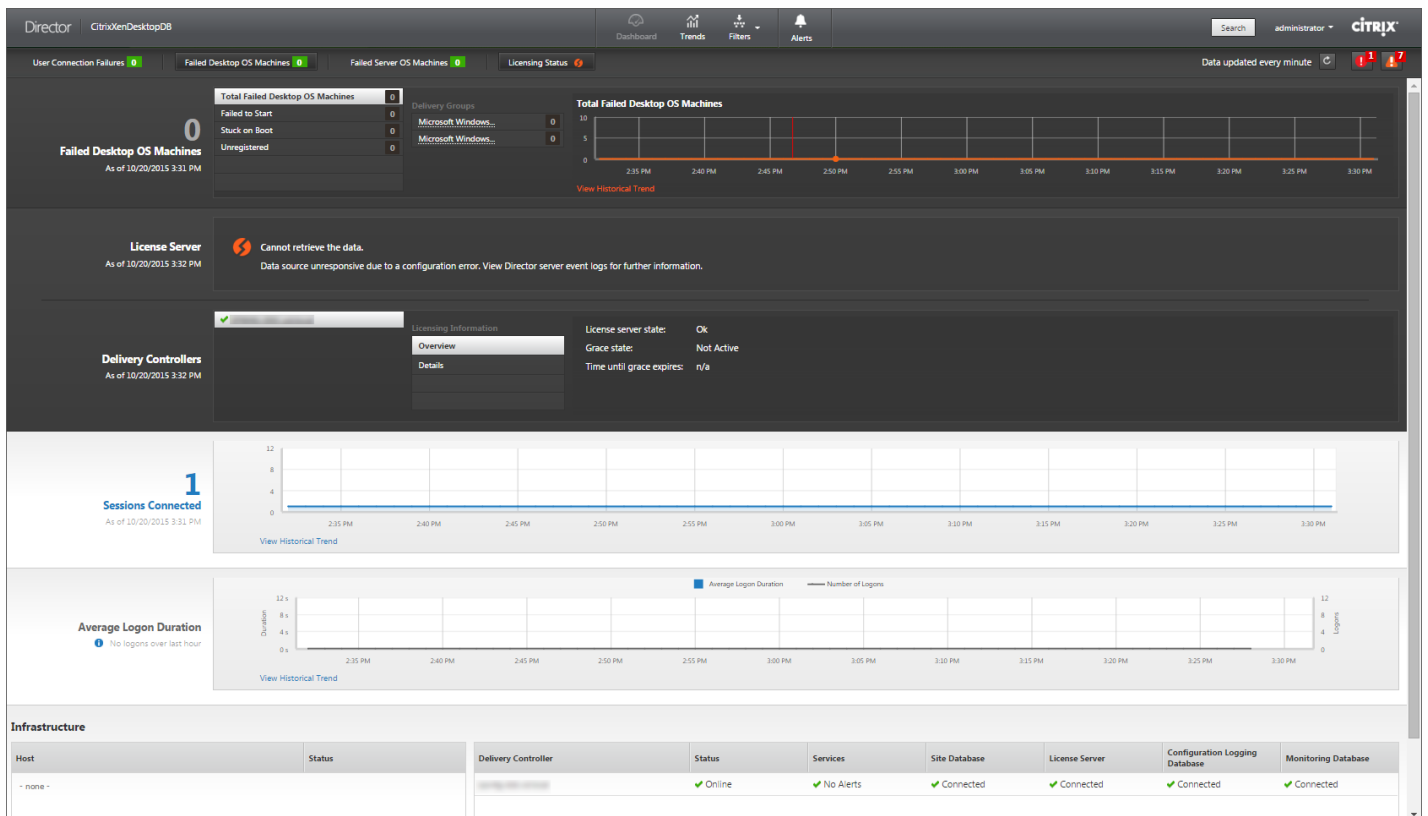 Director CitrixXenDesktopDB Dashboard Trends Filters Alerts Search administrator CİTRIX
User Connection Failures 0 Failed Desktop OS Machines 0 Failed Server OS Machines 0 Licensing Status Data updated every minute ! 1 ! 7
0
Failed Desktop OS Machines
As of 10/20/2015 3:31 PM
Total Failed Desktop OS Machines 0
Failed to Start 0
Stuck on Boot 0
Unregistered 0
Delivery Groups
Microsoft Windows... 0
Microsoft Windows... 0
Total Failed Desktop OS Machines
10
5
0
2:35 PM 2:40 PM 2:45 PM 2:50 PM 2:55 PM 3:00 PM 3:05 PM 3:10 PM 3:15 PM 3:20 PM 3:25 PM 3:30 PM
View Historical Trend
License Server
As of 10/20/2015 3:32 PM
Cannot retrieve the data.
Data source unresponsive due to a configuration error. View Director server event logs for further information.
Delivery Controllers
As of 10/20/2015 3:32 PM
Licensing Information
Overview
Details
License server state: Ok
Grace state: Not Active
Time until grace expires: n/a
1
Sessions Connected
As of 10/20/2015 3:31 PM
12
8
4
0
2:35 PM 2:40 PM 2:45 PM 2:50 PM 2:55 PM 3:00 PM 3:05 PM 3:10 PM 3:15 PM 3:20 PM 3:25 PM 3:30 PM
View Historical Trend
Average Logon Duration
No logons over last hour
Average Logon Duration Number of Logons
Duration
12 s
8 s
4 s
0 s
12
8
4
0
Logons
2:35 PM 2:40 PM 2:45 PM 2:50 PM 2:55 PM 3:00 PM 3:05 PM 3:10 PM 3:15 PM 3:20 PM 3:25 PM 3:30 PM
View Historical Trend
Infrastructure
Host Status
- none -
Delivery Controller Status Services Site Database License Server Configuration Logging Database Monitoring Database
Online No Alerts Connected Connected Connected Connected